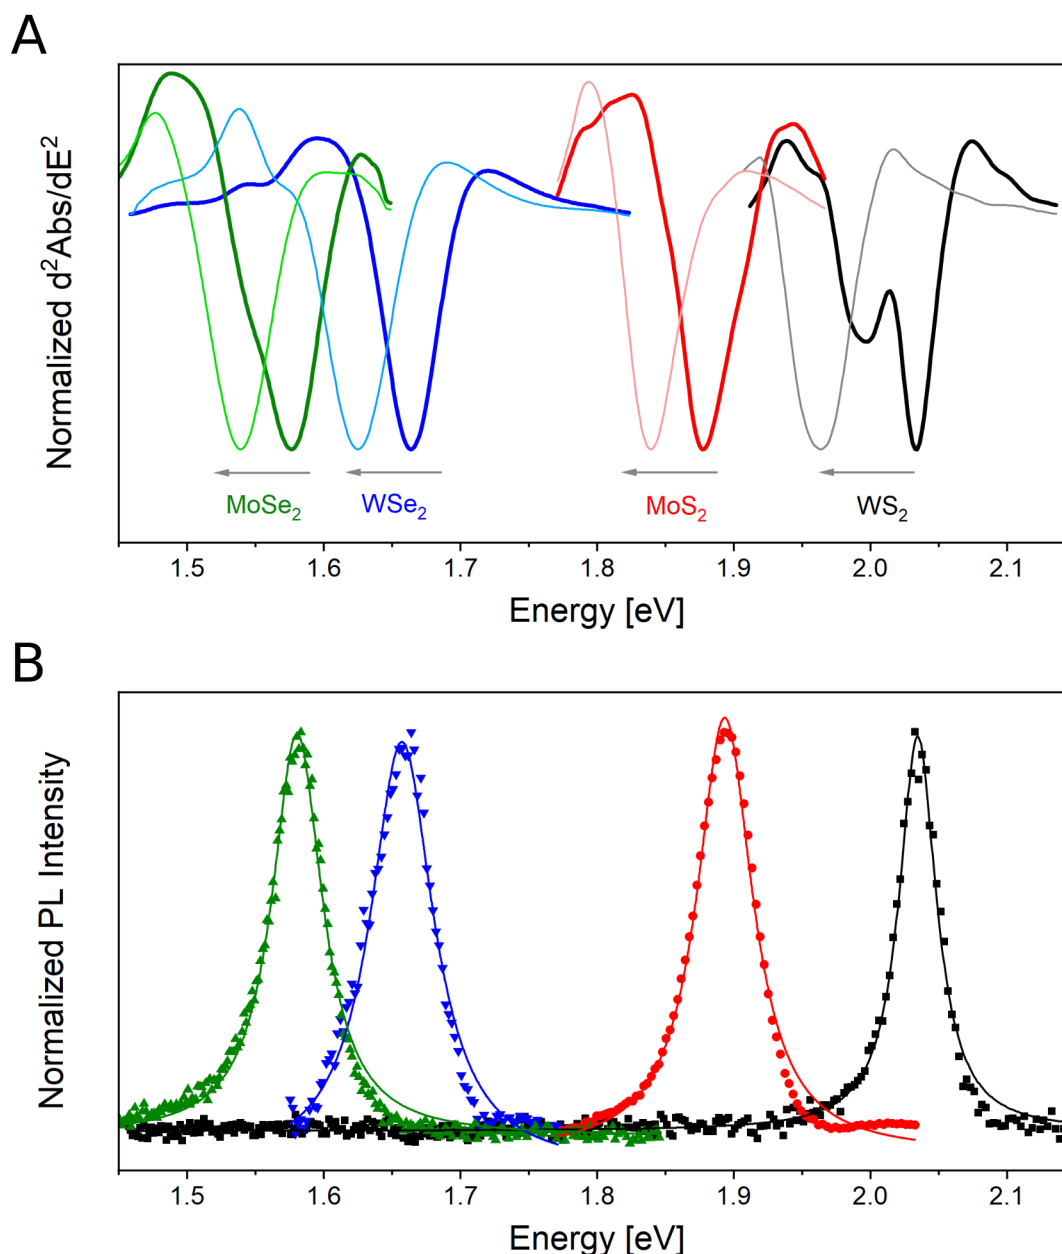 A
Normalized d²Abs/dE²
MoSe₂
WSe₂
MoS₂
WS₂
1.5 1.6 1.7 1.8 1.9 2.0 2.1
Energy [eV]
B
Normalized PL Intensity
1.5 1.6 1.7 1.8 1.9 2.0 2.1
Energy [eV]